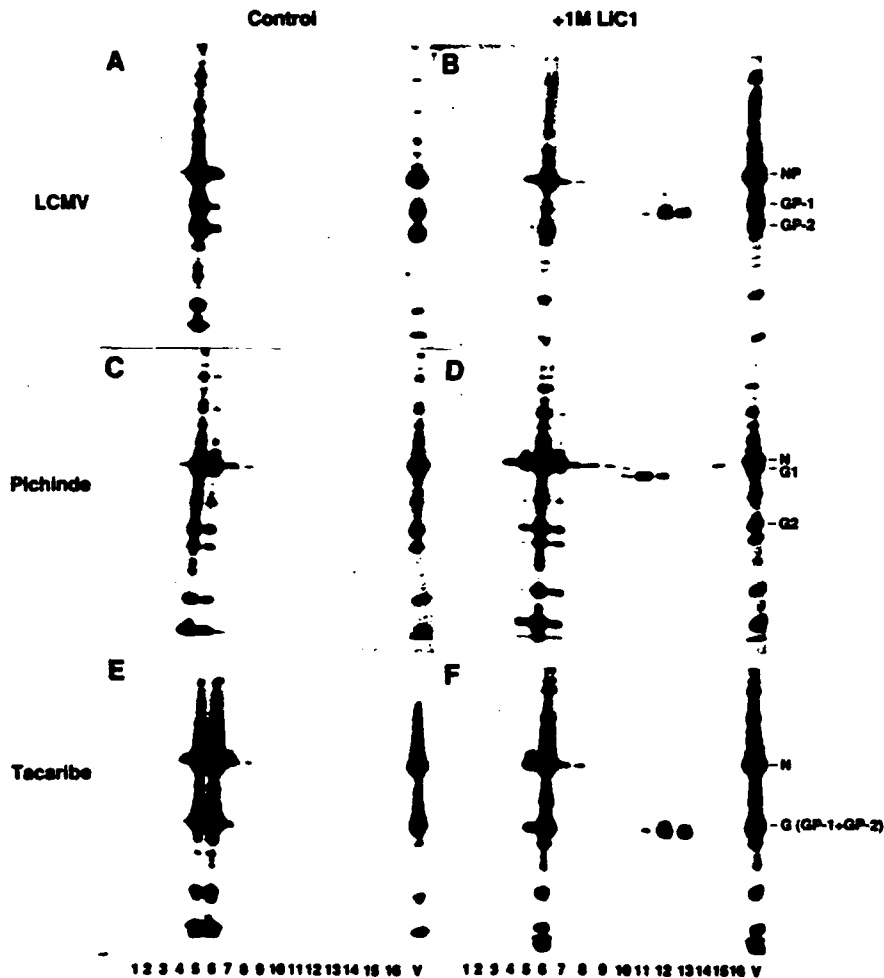 Control +1M LiC1
A B
LCMV
- NP
- GP-1
- GP-2
C D
Pichinde
- N
- G1
- G2
E F
Tacaribe
- N
- G (GP-1+GP-2)
1 2 3 4 5 6 7 8 9 10 11 12 13 14 15 16 V 1 2 3 4 5 6 7 8 9 10 11 12 13 14 15 16 V